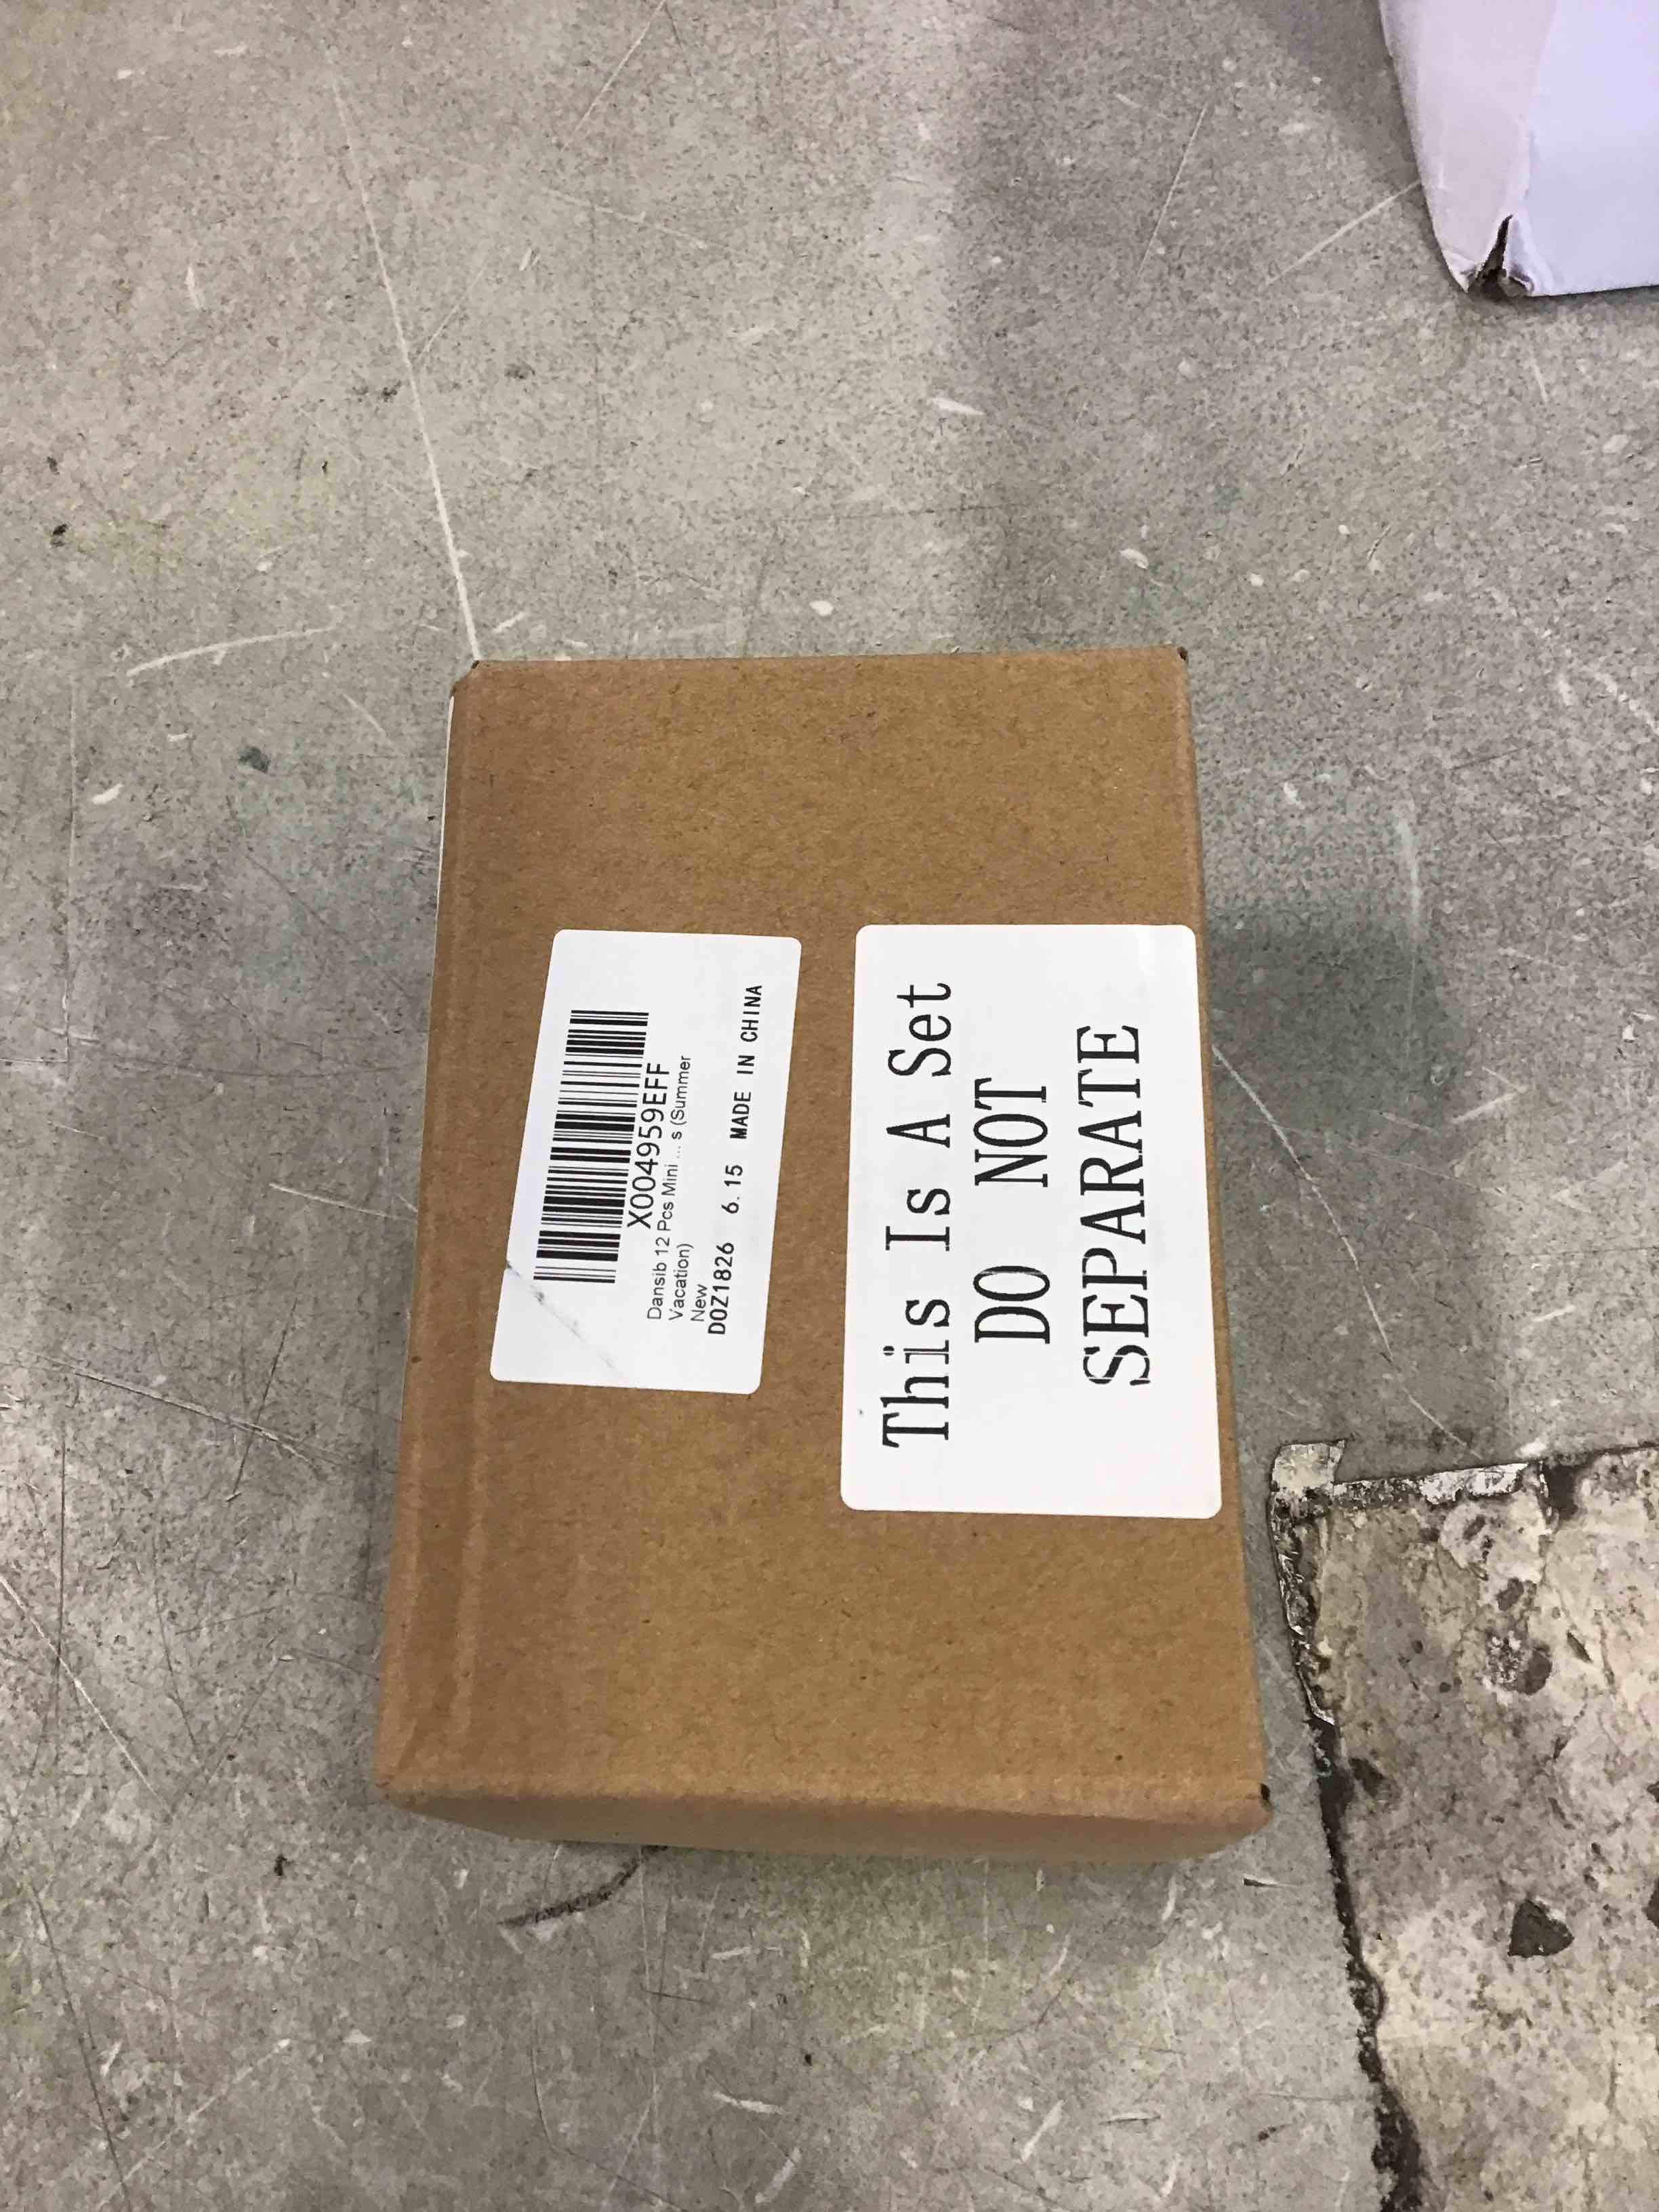 X004959EFF
Dansib 12 Pcs Mini ... s (Summer
Vacation)
New
DOZ1826 6.15 MADE IN CHINA
This Is A Set
DO NOT
SEPARATE